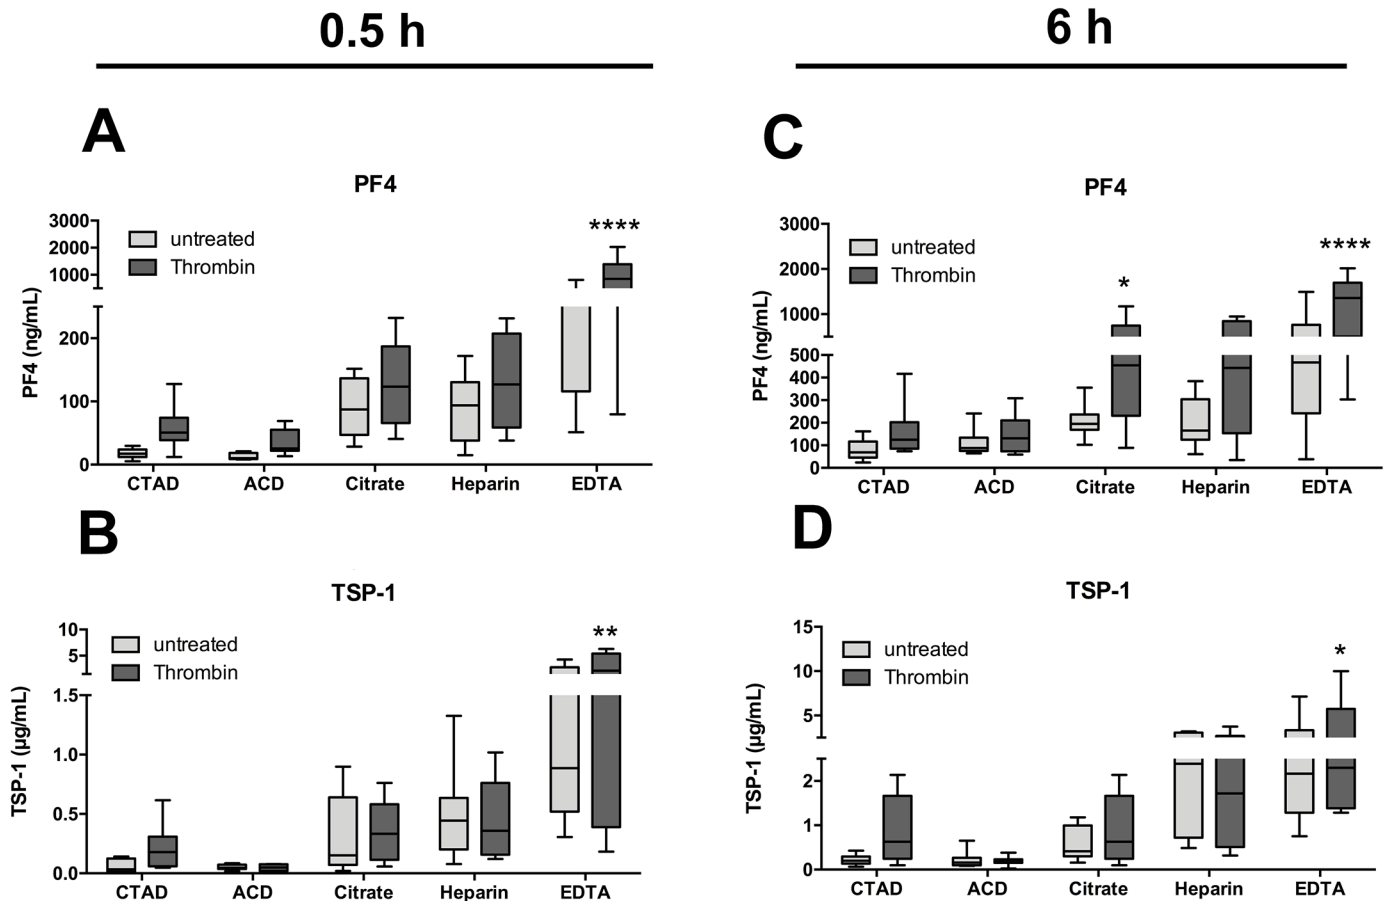 0.5 h
6 h
A
PF4
PF4 (ng/mL)
3000
2000
1000
200
100
0
untreated
Thrombin
****
CTAD ACD Citrate Heparin EDTA
B
TSP-1
TSP-1 (µg/mL)
10
5
1.5
1.0
0.5
0.0
untreated
Thrombin
**
CTAD ACD Citrate Heparin EDTA
C
PF4
PF4 (ng/mL)
3000
2000
1000
500
400
300
200
100
0
untreated
Thrombin
*
****
CTAD ACD Citrate Heparin EDTA
D
TSP-1
TSP-1 (µg/mL)
15
10
5
2
1
0
untreated
Thrombin
*
CTAD ACD Citrate Heparin EDTA